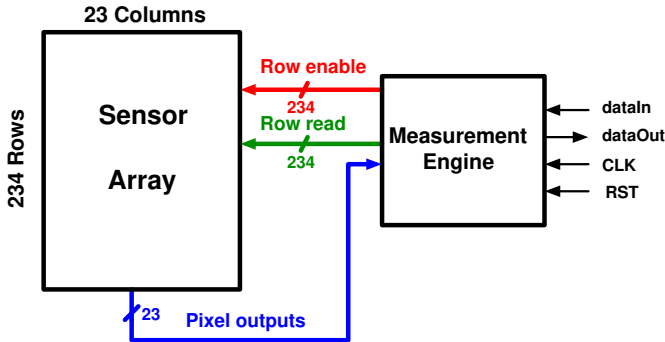 23 Columns
234 Rows
Sensor
Array
Row enable
234
Row read
234
Measurement
Engine
dataIn
dataOut
CLK
RST
23
Pixel outputs